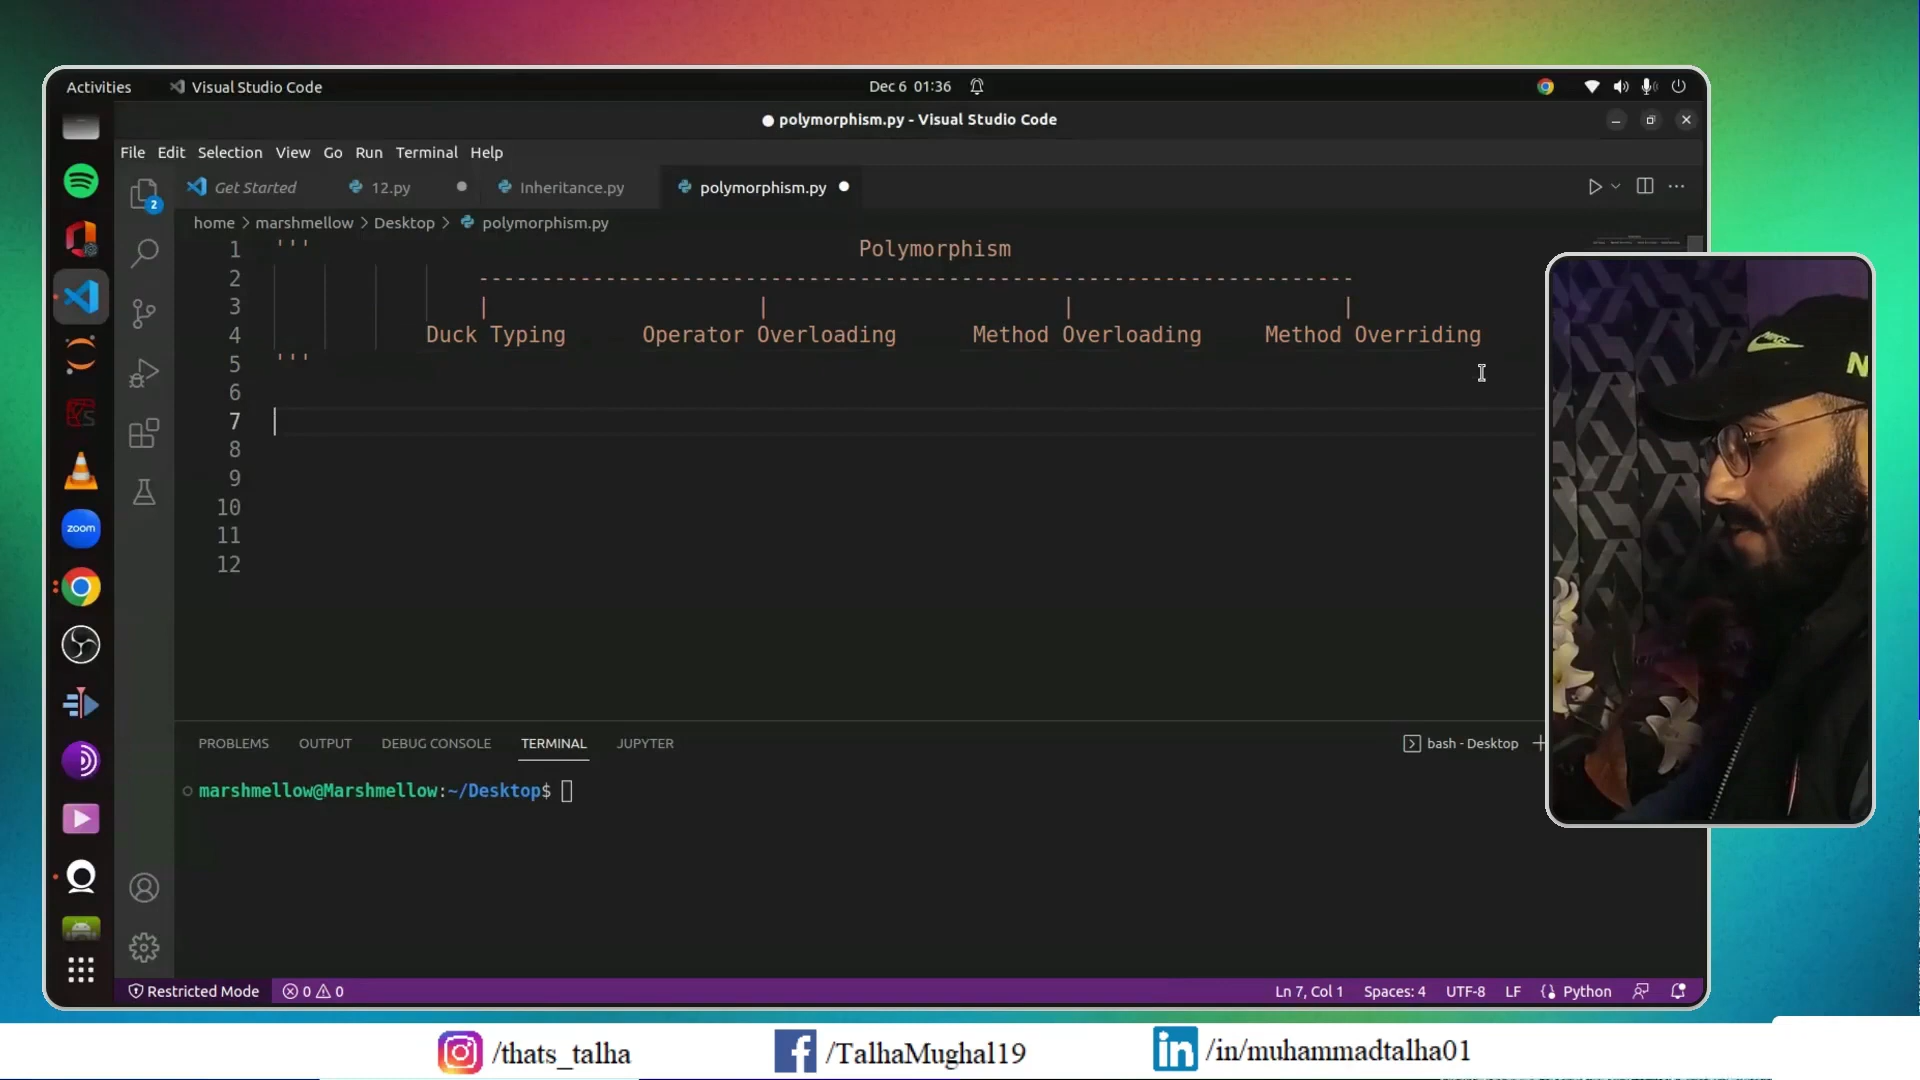 Activities Visual Studio Code Dec 6 01:36
polymorphism.py - Visual Studio Code
File Edit Selection View Go Run Terminal Help
Get Started 12.py Inheritance.py polymorphism.py
home > marshmellow > Desktop > polymorphism.py
1 ''' Polymorphism
2 --------------------------------------------------------------------
3 | | | |
4 Duck Typing Operator Overloading Method Overloading Method Overriding
5 '''
6
7
8
9
10
11
12
PROBLEMS OUTPUT DEBUG CONSOLE TERMINAL JUPYTER bash - Desktop
marshmellow@Marshmellow:~/Desktop$
Restricted Mode 0 0 Ln 7, Col 1 Spaces: 4 UTF-8 LF Python
2
zoom
N
/thats_talha /TalhaMughal19 /in/muhammadtalha01